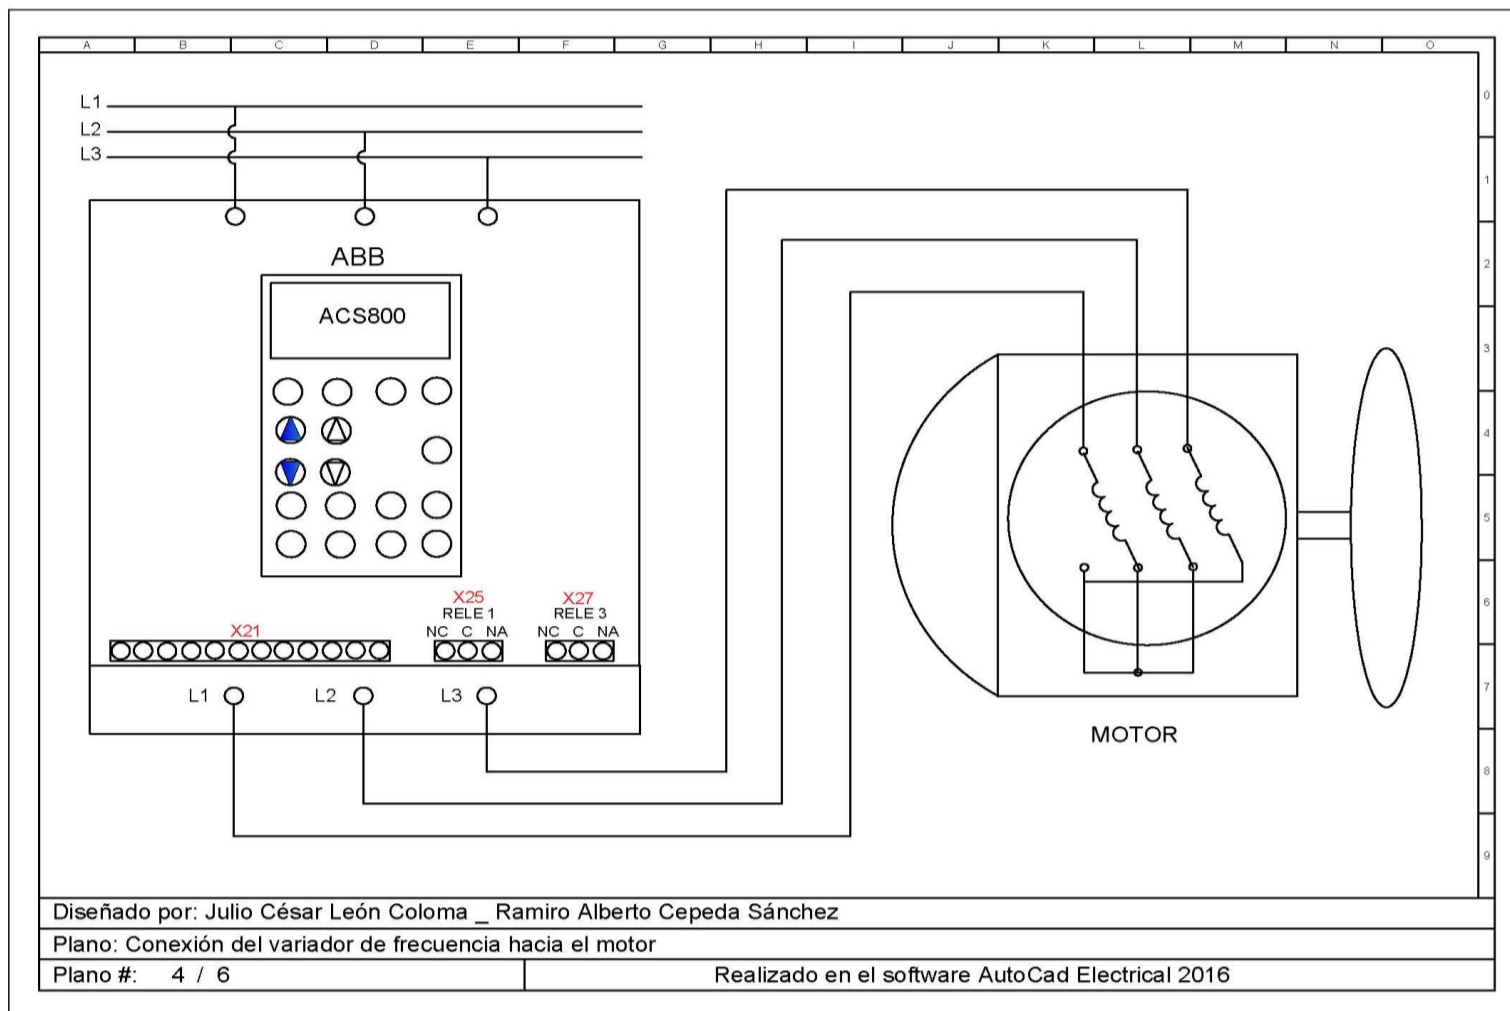 A B C D E F G H I J K L M N O
0
L1
L2
L3
1
2
ABB
ACS800
3
4
5
6
X21
X25
RELE 1
NC C NA
X27
RELE 3
NC C NA
L1 L2 L3
7
MOTOR
8
9
Diseñado por: Julio César León Coloma _ Ramiro Alberto Cepeda Sánchez
Plano: Conexión del variador de frecuencia hacia el motor
Plano #: 4 / 6
Realizado en el software AutoCad Electrical 2016